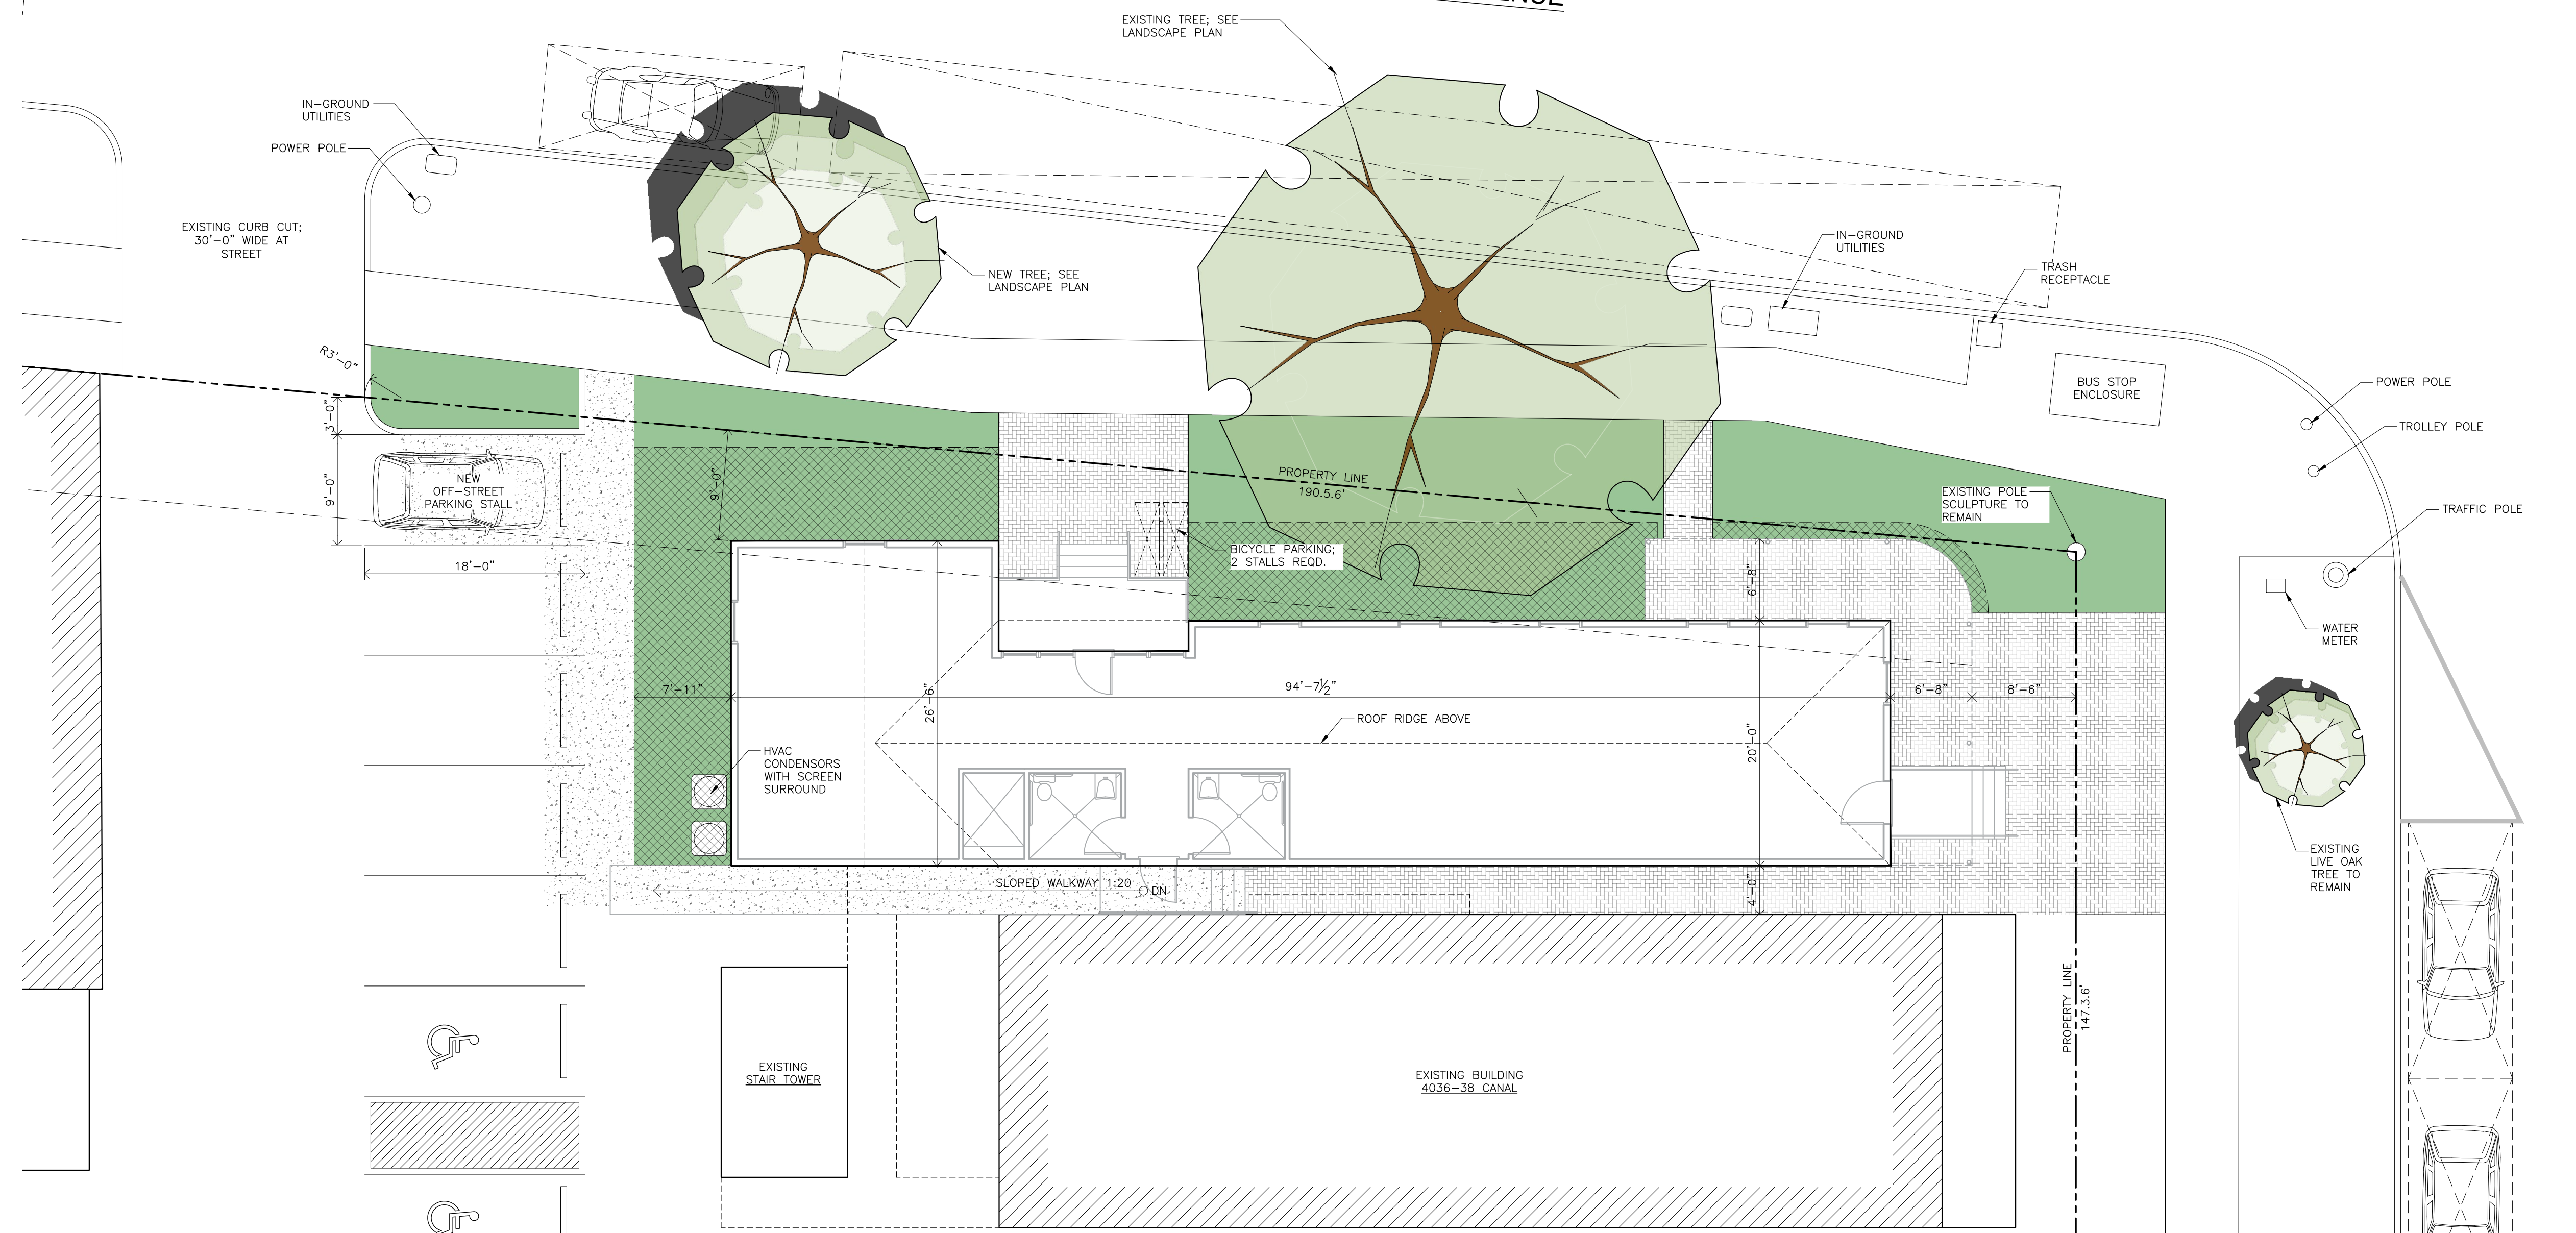 EXISTING TREE; SEE
LANDSCAPE PLAN
IN-GROUND
UTILITIES
POWER POLE
EXISTING CURB CUT;
30'-0" WIDE AT
STREET
NEW TREE; SEE
LANDSCAPE PLAN
IN-GROUND
UTILITIES
TRASH
RECEPTACLE
BUS STOP
ENCLOSURE
POWER POLE
TROLLEY POLE
TRAFFIC POLE
R3'-0"
3'-0"
9'-0"
NEW
OFF-STREET
PARKING STALL
18'-0"
9'-0"
PROPERTY LINE
190.5.6'
EXISTING POLE
SCULPTURE TO
REMAIN
BICYCLE PARKING;
2 STALLS REQD.
6'-8"
WATER
METER
7'-11"
26'-6"
94'-7½"
6'-8"
8'-6"
ROOF RIDGE ABOVE
20'-0"
HVAC
CONDENSORS
WITH SCREEN
SURROUND
EXISTING
LIVE OAK
TREE TO
REMAIN
SLOPED WALKWAY 1:20
DN
4'-0"
PROPERTY LINE
147.3.6'
EXISTING
STAIR TOWER
EXISTING BUILDING
4036-38 CANAL